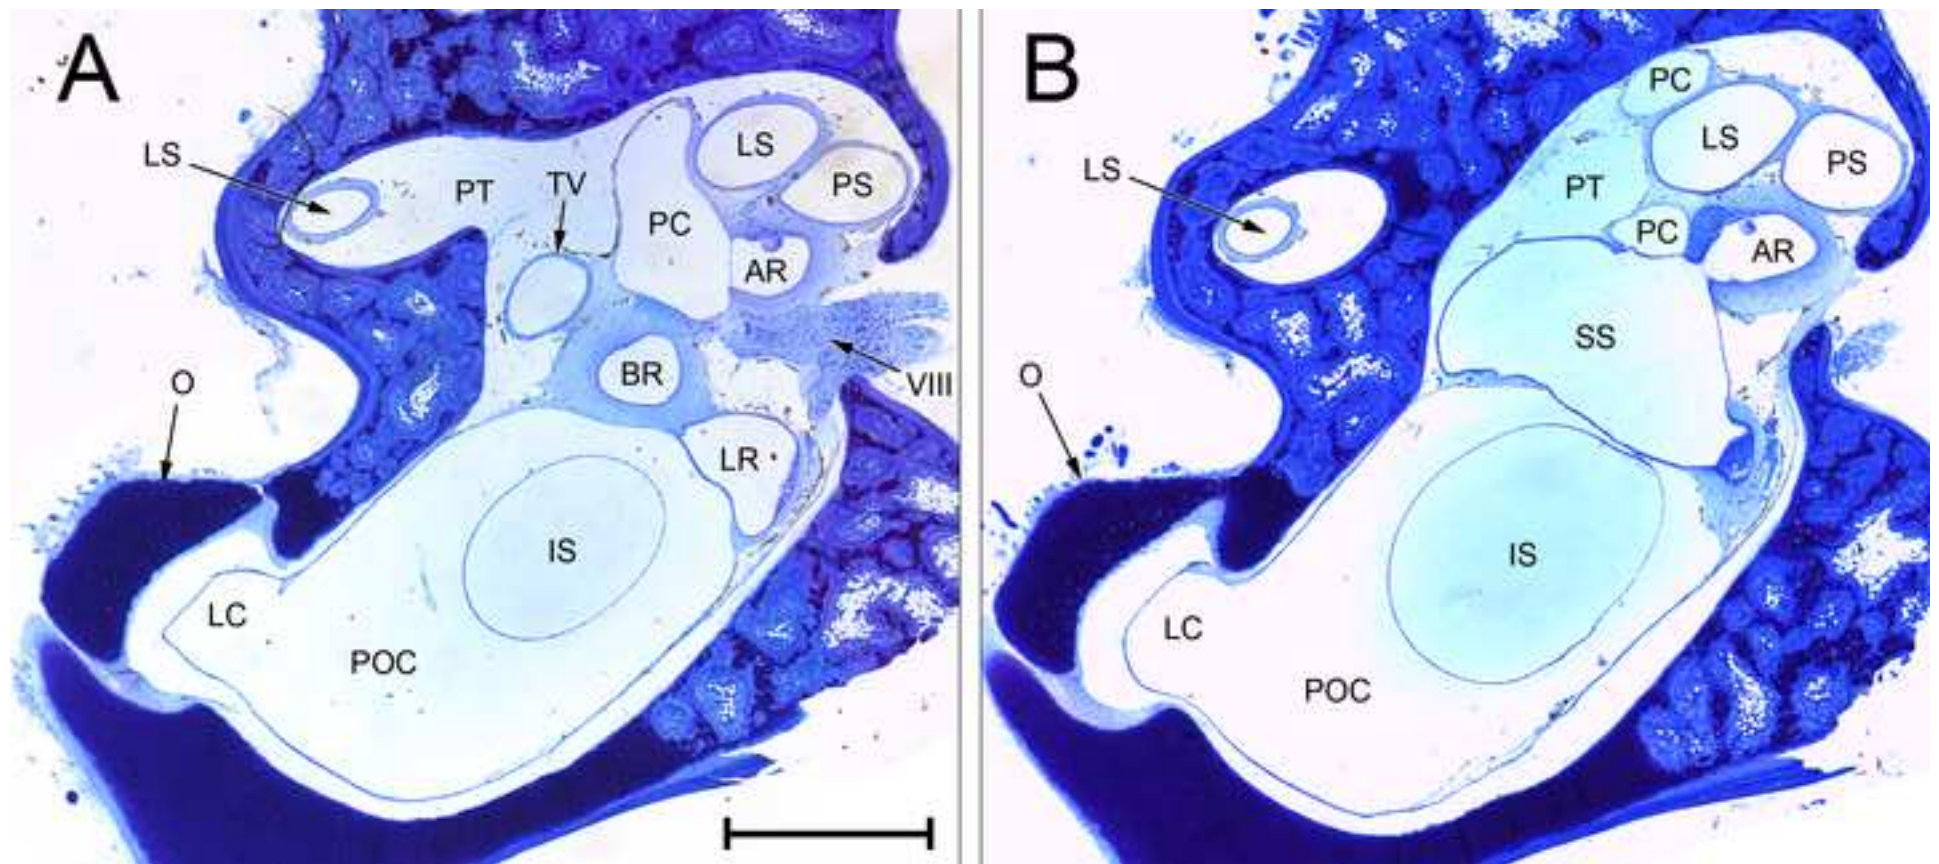 A
LS
PT
TV
PC
LS
PS
AR
BR
VIII
O
LR
IS
LC
POC
B
PC
LS
PS
LS
PT
PC
AR
SS
O
IS
LC
POC